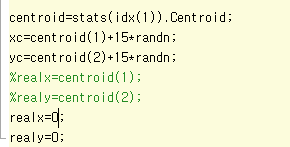 centroid=stats(idx(1)).Centroid;
xc=centroid(1)+15*randn;
yc=centroid(2)+15*randn;
%realx=centroid(1);
%realy=centroid(2);
realx=0;
realy=0;